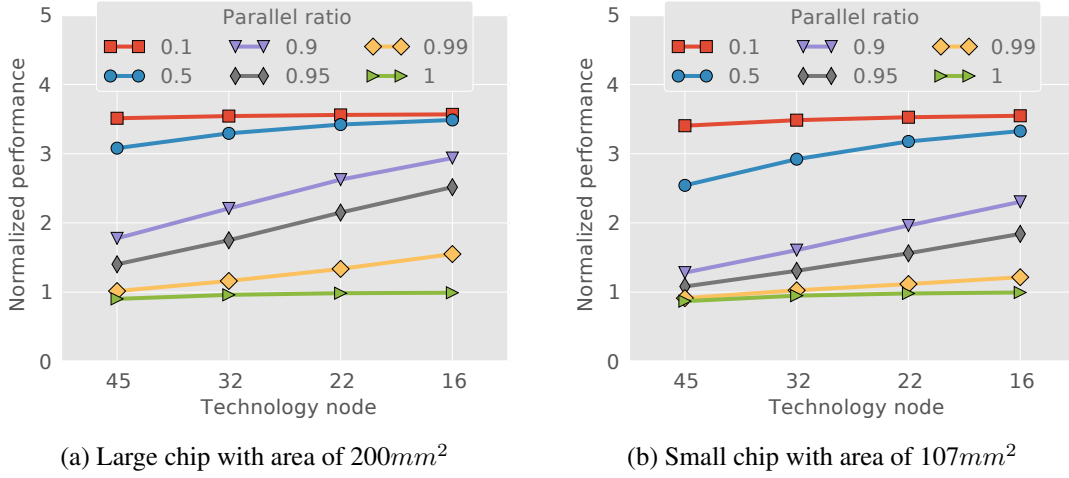 Parallel ratio
0.1 0.9 0.99
0.5 0.95 1
5
4
3
2
1
0
Normalized performance
45 32 22 16
Technology node
(a) Large chip with area of 200mm²
Parallel ratio
0.1 0.9 0.99
0.5 0.95 1
5
4
3
2
1
0
Normalized performance
45 32 22 16
Technology node
(b) Small chip with area of 107mm²